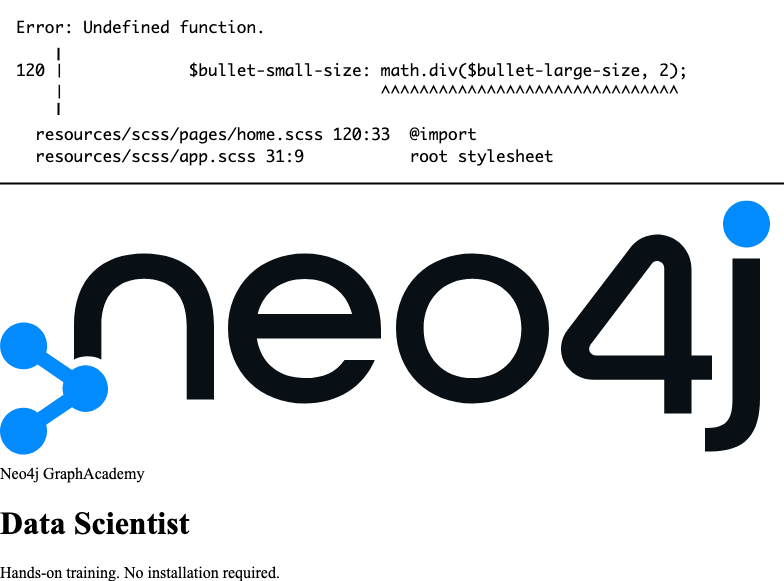 Error: Undefined function.
120 | $bullet-small-size: math.div($bullet-large-size, 2);
| ^^^^^^^^^^^^^^^^^^^^^^^^^^^^^^^
resources/scss/pages/home.scss 120:33 @import
resources/scss/app.scss 31:9 root stylesheet
neo4j
Neo4j GraphAcademy
Data Scientist
Hands-on training. No installation required.